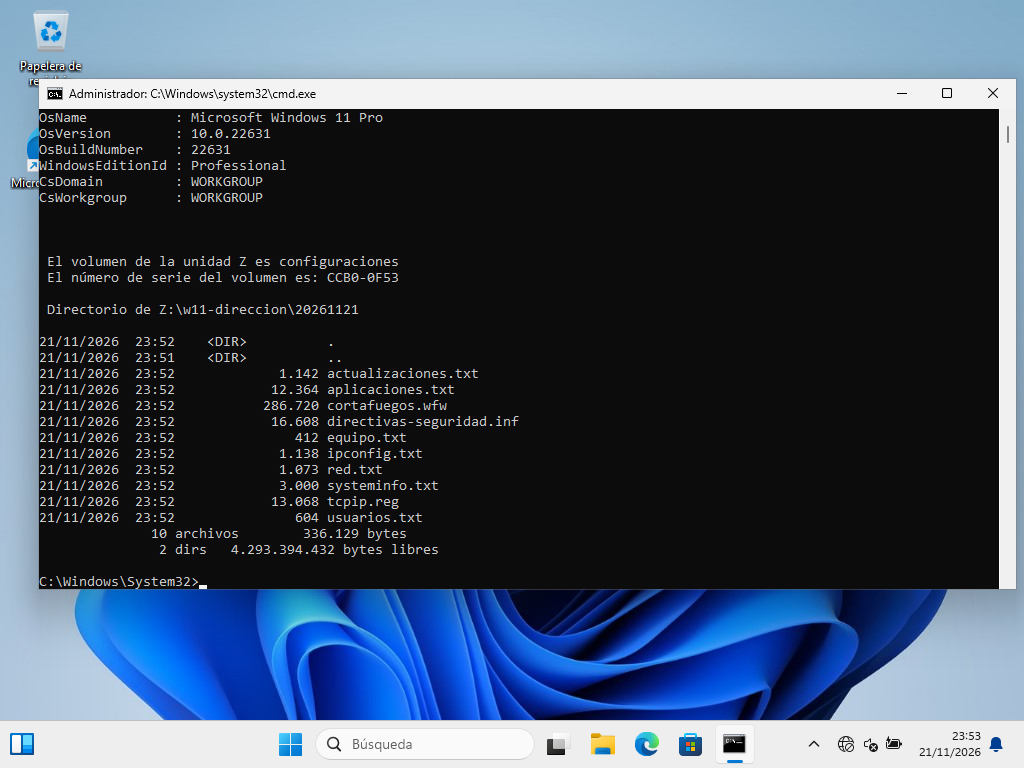 Papelera de
Administrador: C:\Windows\system32\cmd.exe
OsName : Microsoft Windows 11 Pro
OsVersion : 10.0.22631
OsBuildNumber : 22631
WindowsEditionId : Professional
CsDomain : WORKGROUP
CsWorkgroup : WORKGROUP
El volumen de la unidad Z es configuraciones
El número de serie del volumen es: CCB0-0F53
Directorio de Z:\w11-direccion\20261121
21/11/2026 23:52 <DIR> .
21/11/2026 23:51 <DIR> ..
21/11/2026 23:52 1.142 actualizaciones.txt
21/11/2026 23:52 12.364 aplicaciones.txt
21/11/2026 23:52 286.720 cortafuegos.wfw
21/11/2026 23:52 16.608 directivas-seguridad.inf
21/11/2026 23:52 412 equipo.txt
21/11/2026 23:52 1.138 ipconfig.txt
21/11/2026 23:52 1.073 red.txt
21/11/2026 23:52 3.000 systeminfo.txt
21/11/2026 23:52 13.068 tcpip.reg
21/11/2026 23:52 604 usuarios.txt
10 archivos 336.129 bytes
2 dirs 4.293.394.432 bytes libres
C:\Windows\System32>
Búsqueda
23:53
21/11/2026